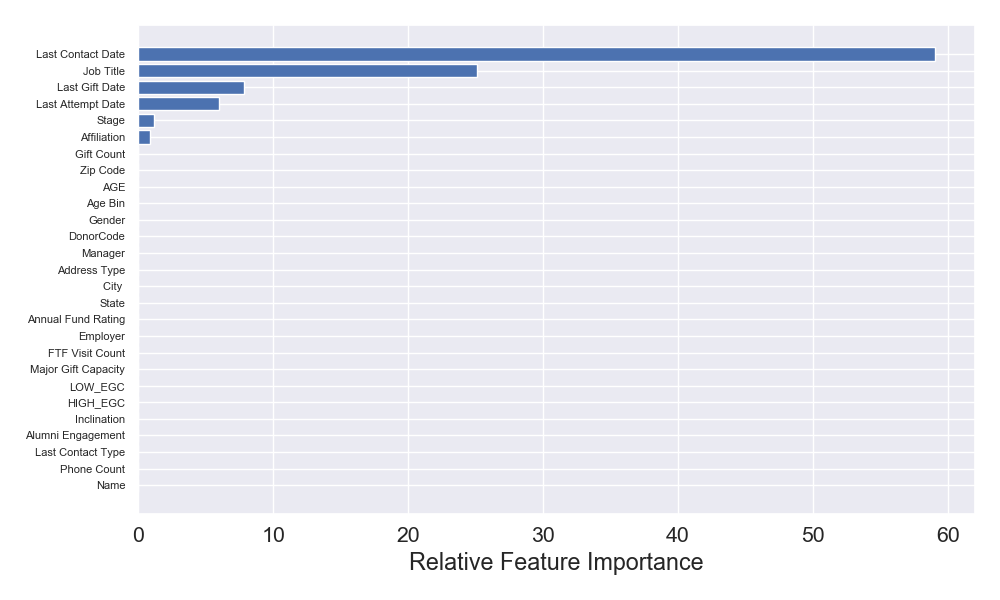 Last Contact Date
Job Title
Last Gift Date
Last Attempt Date
Stage
Affiliation
Gift Count
Zip Code
AGE
Age Bin
Gender
DonorCode
Manager
Address Type
City
State
Annual Fund Rating
Employer
FTF Visit Count
Major Gift Capacity
LOW_EGC
HIGH_EGC
Inclination
Alumni Engagement
Last Contact Type
Phone Count
Name
0 10 20 30 40 50 60
Relative Feature Importance